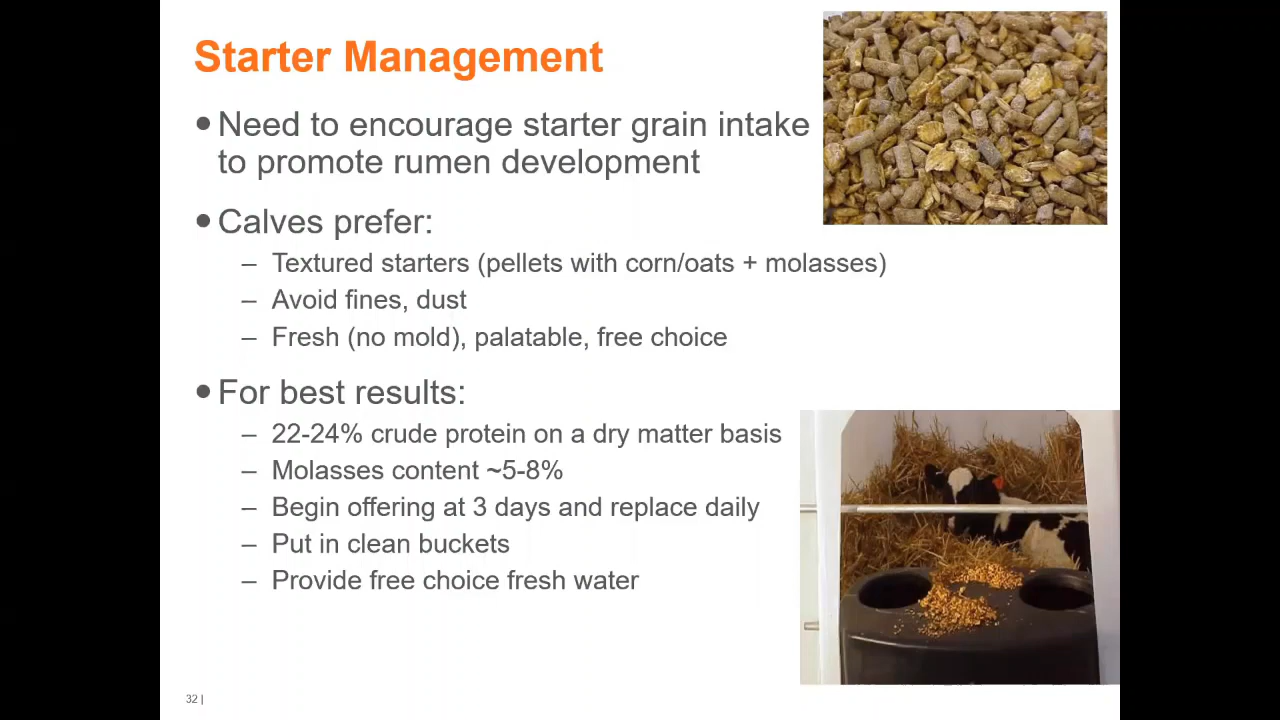 Starter Management
• Need to encourage starter grain intake
to promote rumen development
• Calves prefer:
– Textured starters (pellets with corn/oats + molasses)
– Avoid fines, dust
– Fresh (no mold), palatable, free choice
• For best results:
– 22-24% crude protein on a dry matter basis
– Molasses content ~5-8%
– Begin offering at 3 days and replace daily
– Put in clean buckets
– Provide free choice fresh water
32 |